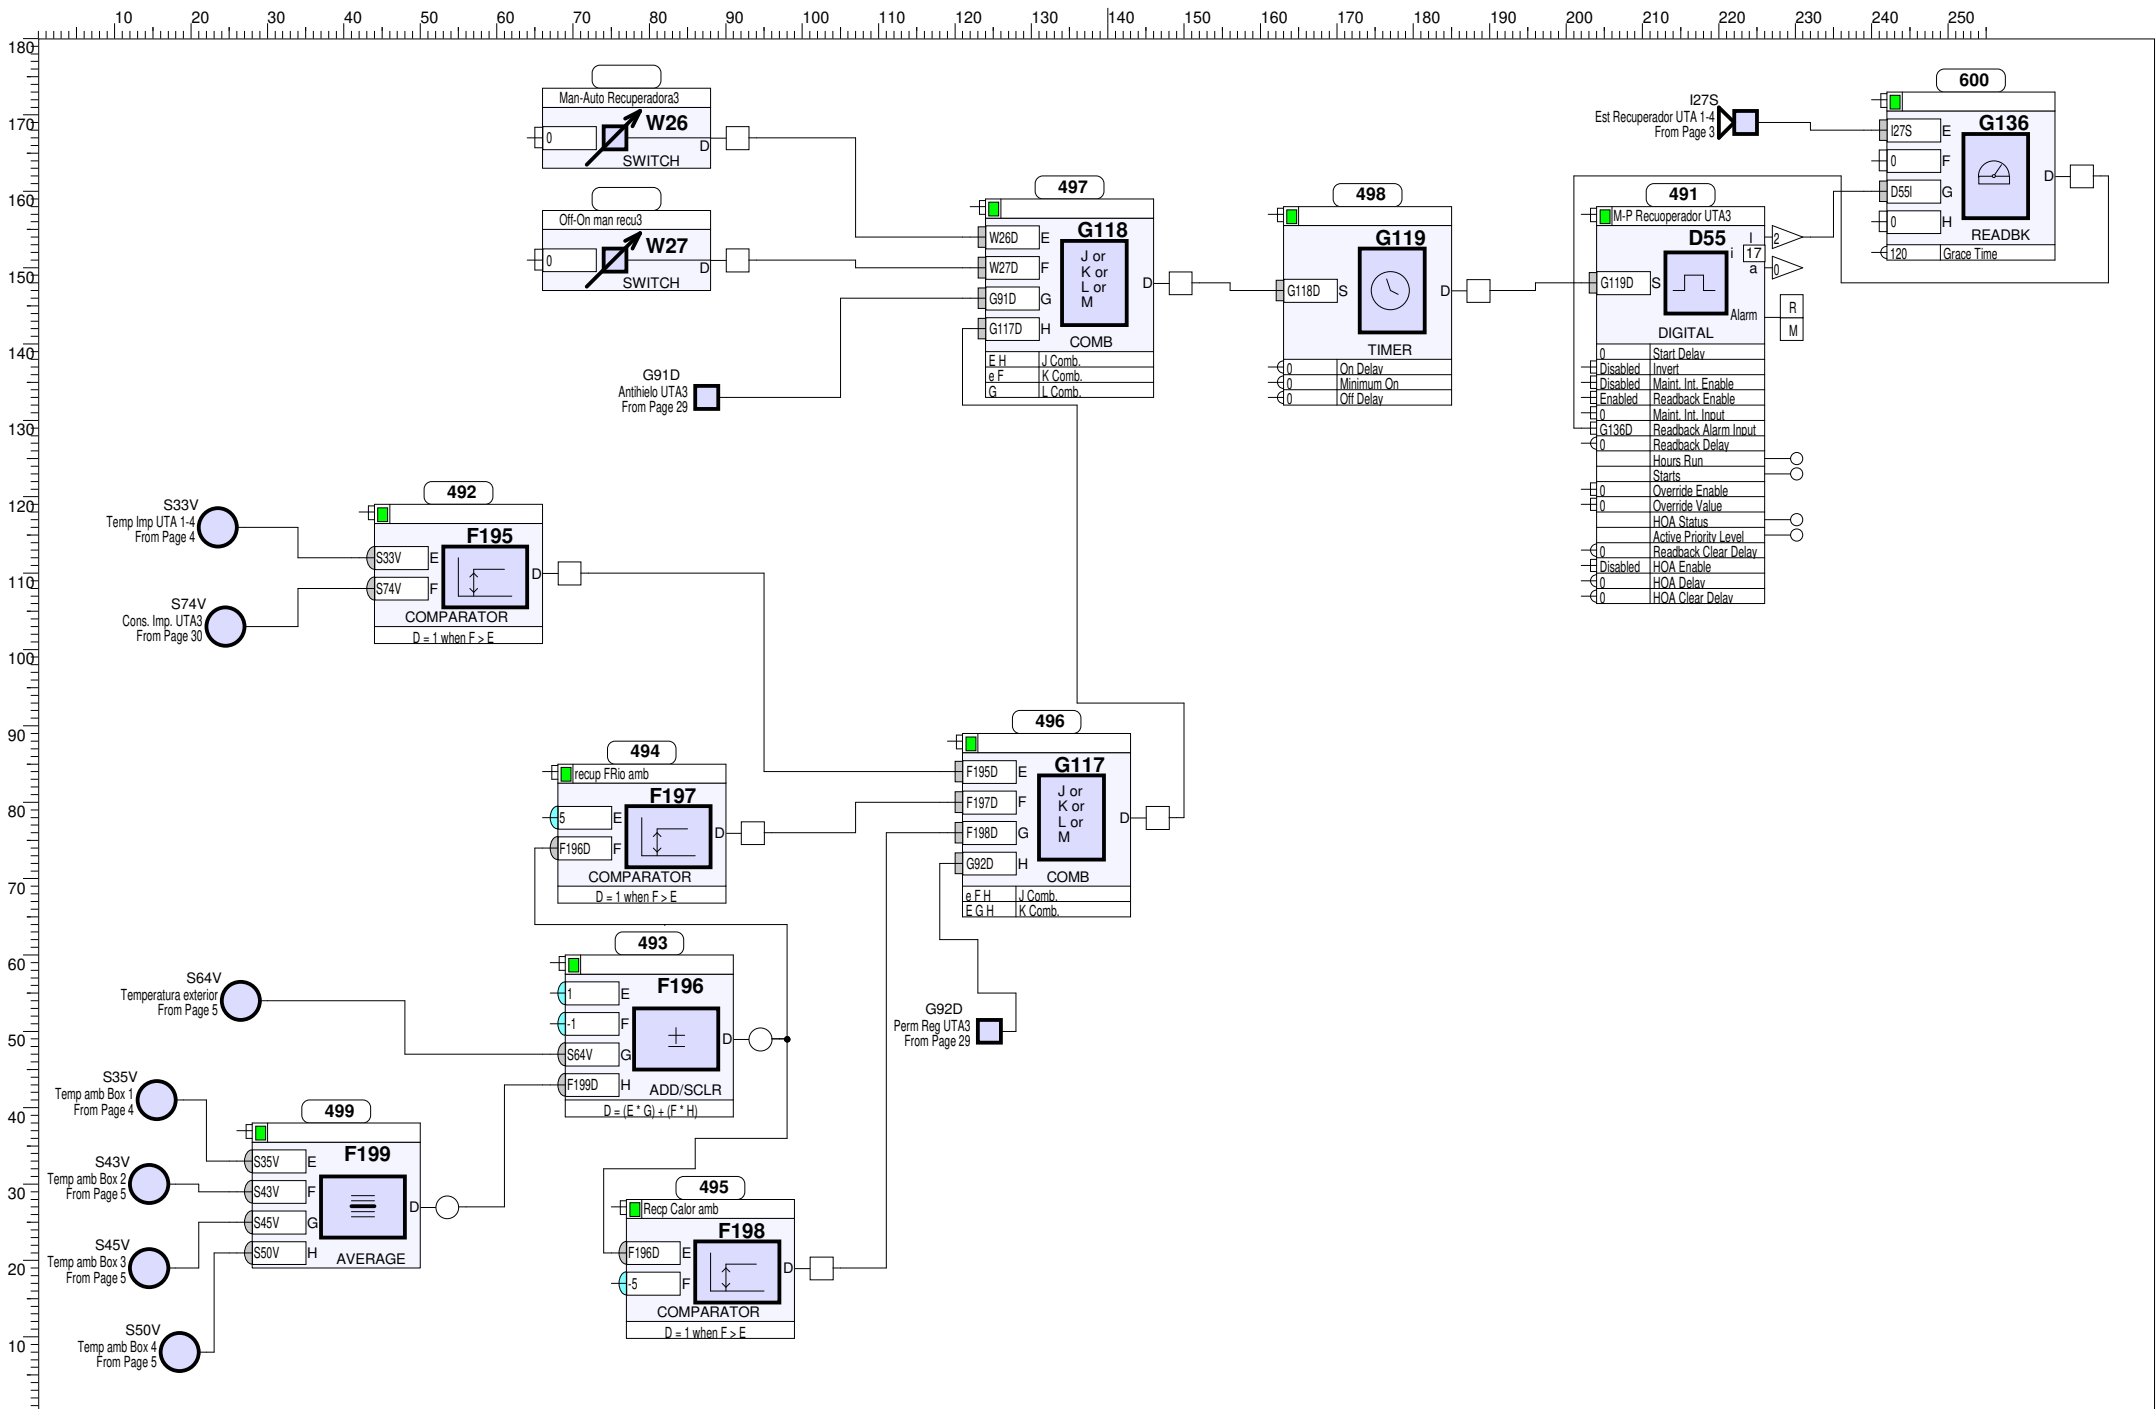 10 20 30 40 50 60 70 80 90 100 110 120 130 140 150 160 170 180 190 200 210 220 230 240 250
180
170
160
150
140
130
120
110
100
90
80
70
60
50
40
30
20
10
Man-Auto Recuperadora3
W26
0
D
SWITCH
Off-On man recu3
W27
0
D
SWITCH
G91D
Antihielo UTA3
From Page 29
497
G118
W26D E
W27D F
G91D G
G117D H
J or
K or
L or
M
D
COMB
E H J Comb.
e F K Comb.
G L Comb.
498
G119
G118D S
D
TIMER
0 On Delay
0 Minimum On
0 Off Delay
491
M-P Recuoperador UTA3
D55
G119D S
I 2
i 17
a 0
Alarm
R
M
DIGITAL
0 Start Delay
Disabled Invert
Disabled Maint. Int. Enable
Enabled Readback Enable
0 Maint. Int. Input
G136D Readback Alarm Input
0 Readback Delay
Hours Run
Starts
0 Override Enable
0 Override Value
HOA Status
Active Priority Level
0 Readback Clear Delay
Disabled HOA Enable
0 HOA Delay
0 HOA Clear Delay
I27S
Est Recuperador UTA 1-4
From Page 3
600
G136
I27S E
0 F
D55I G
0 H
D
READBK
120 Grace Time
S33V
Temp Imp UTA 1-4
From Page 4
S74V
Cons. Imp. UTA3
From Page 30
492
F195
S33V E
S74V F
D
COMPARATOR
D = 1 when F > E
494
recup FRio amb
F197
5 E
F196D F
D
COMPARATOR
D = 1 when F > E
496
G117
F195D E
F197D F
F198D G
G92D H
J or
K or
L or
M
D
COMB
e F H J Comb.
E G H K Comb.
G92D
Perm Reg UTA3
From Page 29
S64V
Temperatura exterior
From Page 5
493
F196
1 E
-1 F
S64V G
F199D H
±
D
ADD/SCLR
D = (E * G) + (F * H)
S35V
Temp amb Box 1
From Page 4
S43V
Temp amb Box 2
From Page 5
S45V
Temp amb Box 3
From Page 5
S50V
Temp amb Box 4
From Page 5
499
F199
S35V E
S43V F
S45V G
S50V H
D
AVERAGE
495
Recp Calor amb
F198
F196D E
-5 F
D
COMPARATOR
D = 1 when F > E